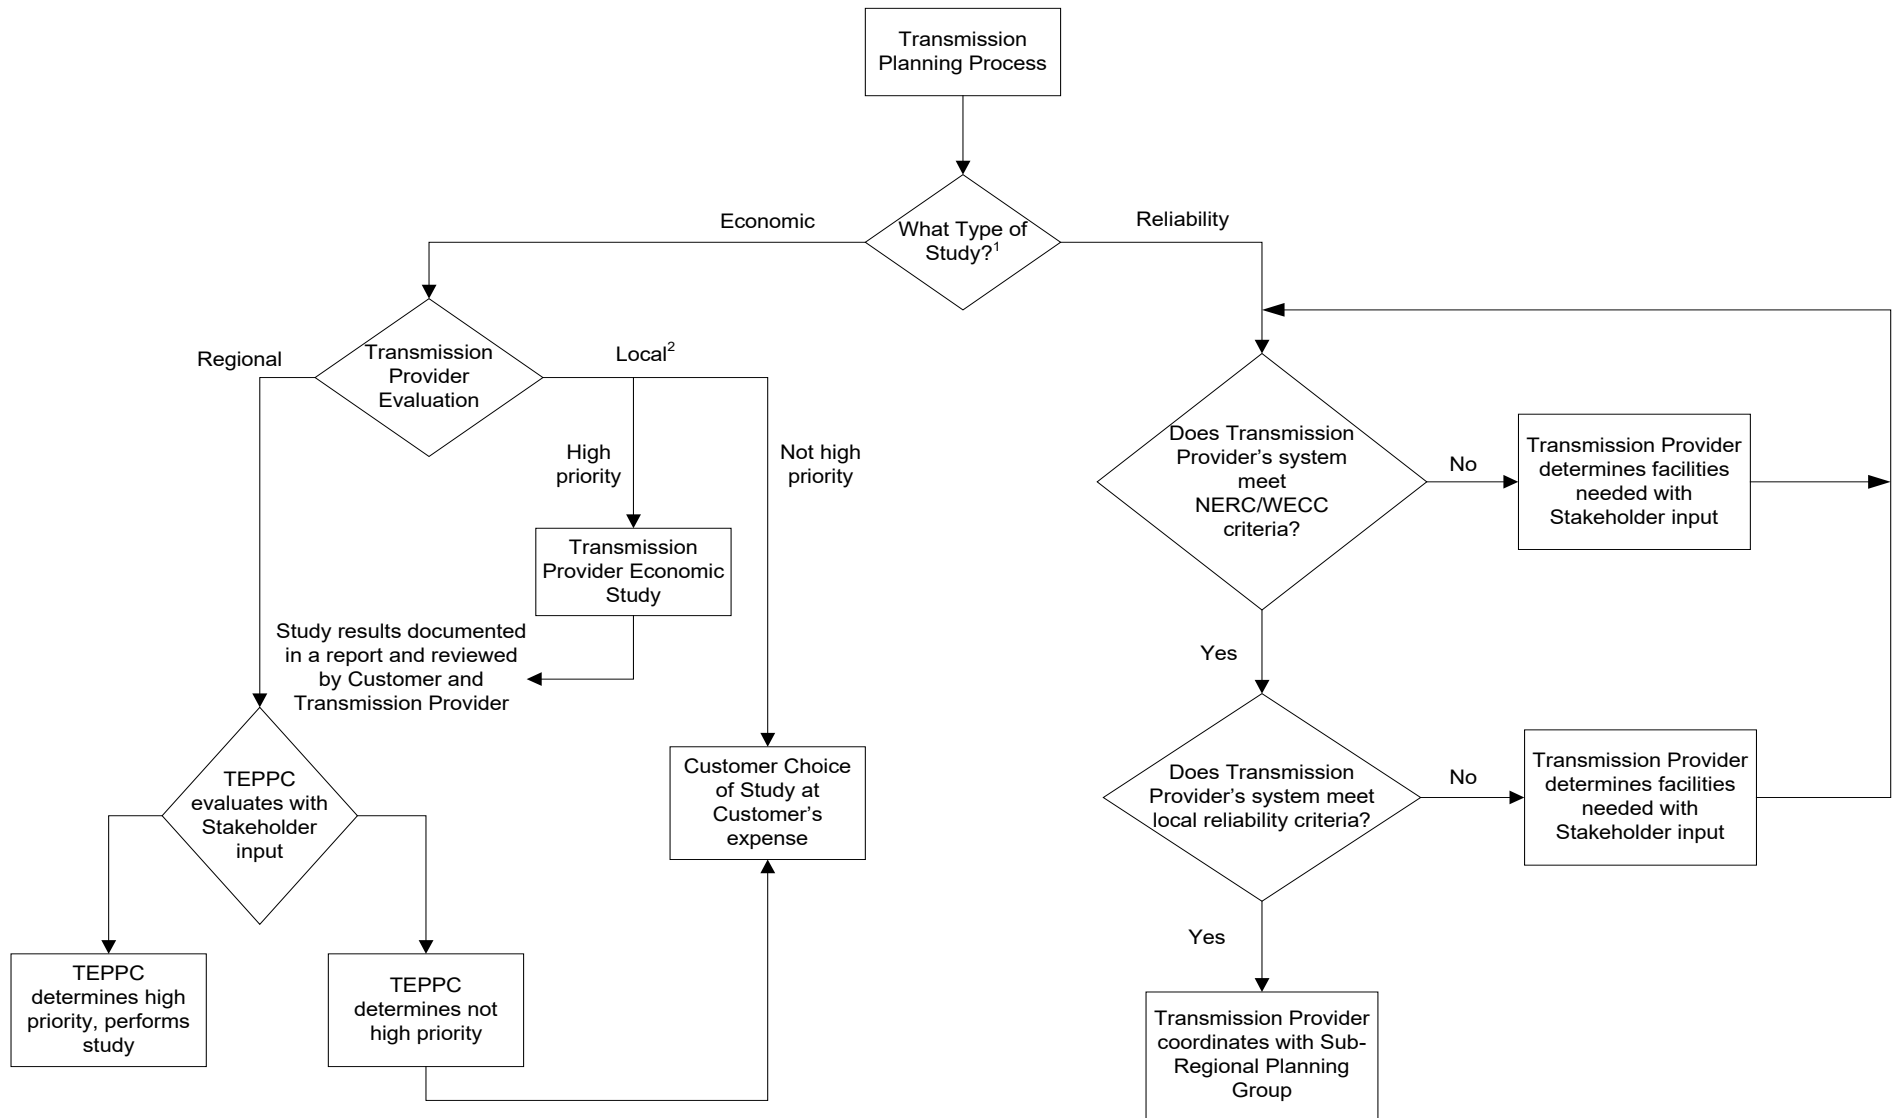 Transmission
Planning Process
What Type of
Study?¹
Economic
Reliability
Transmission
Provider
Evaluation
Regional
Local²
High
priority
Not high
priority
Transmission
Provider Economic
Study
Study results documented
in a report and reviewed
by Customer and
Transmission Provider
TEPPC
evaluates with
Stakeholder
input
Customer Choice
of Study at
Customer’s
expense
TEPPC
determines high
priority, performs
study
TEPPC
determines not
high priority
Does Transmission
Provider’s system
meet
NERC/WECC
criteria?
No
Transmission Provider
determines facilities
needed with
Stakeholder input
Yes
Does Transmission
Provider’s system meet
local reliability criteria?
No
Transmission Provider
determines facilities
needed with
Stakeholder input
Yes
Transmission Provider
coordinates with Sub-
Regional Planning
Group